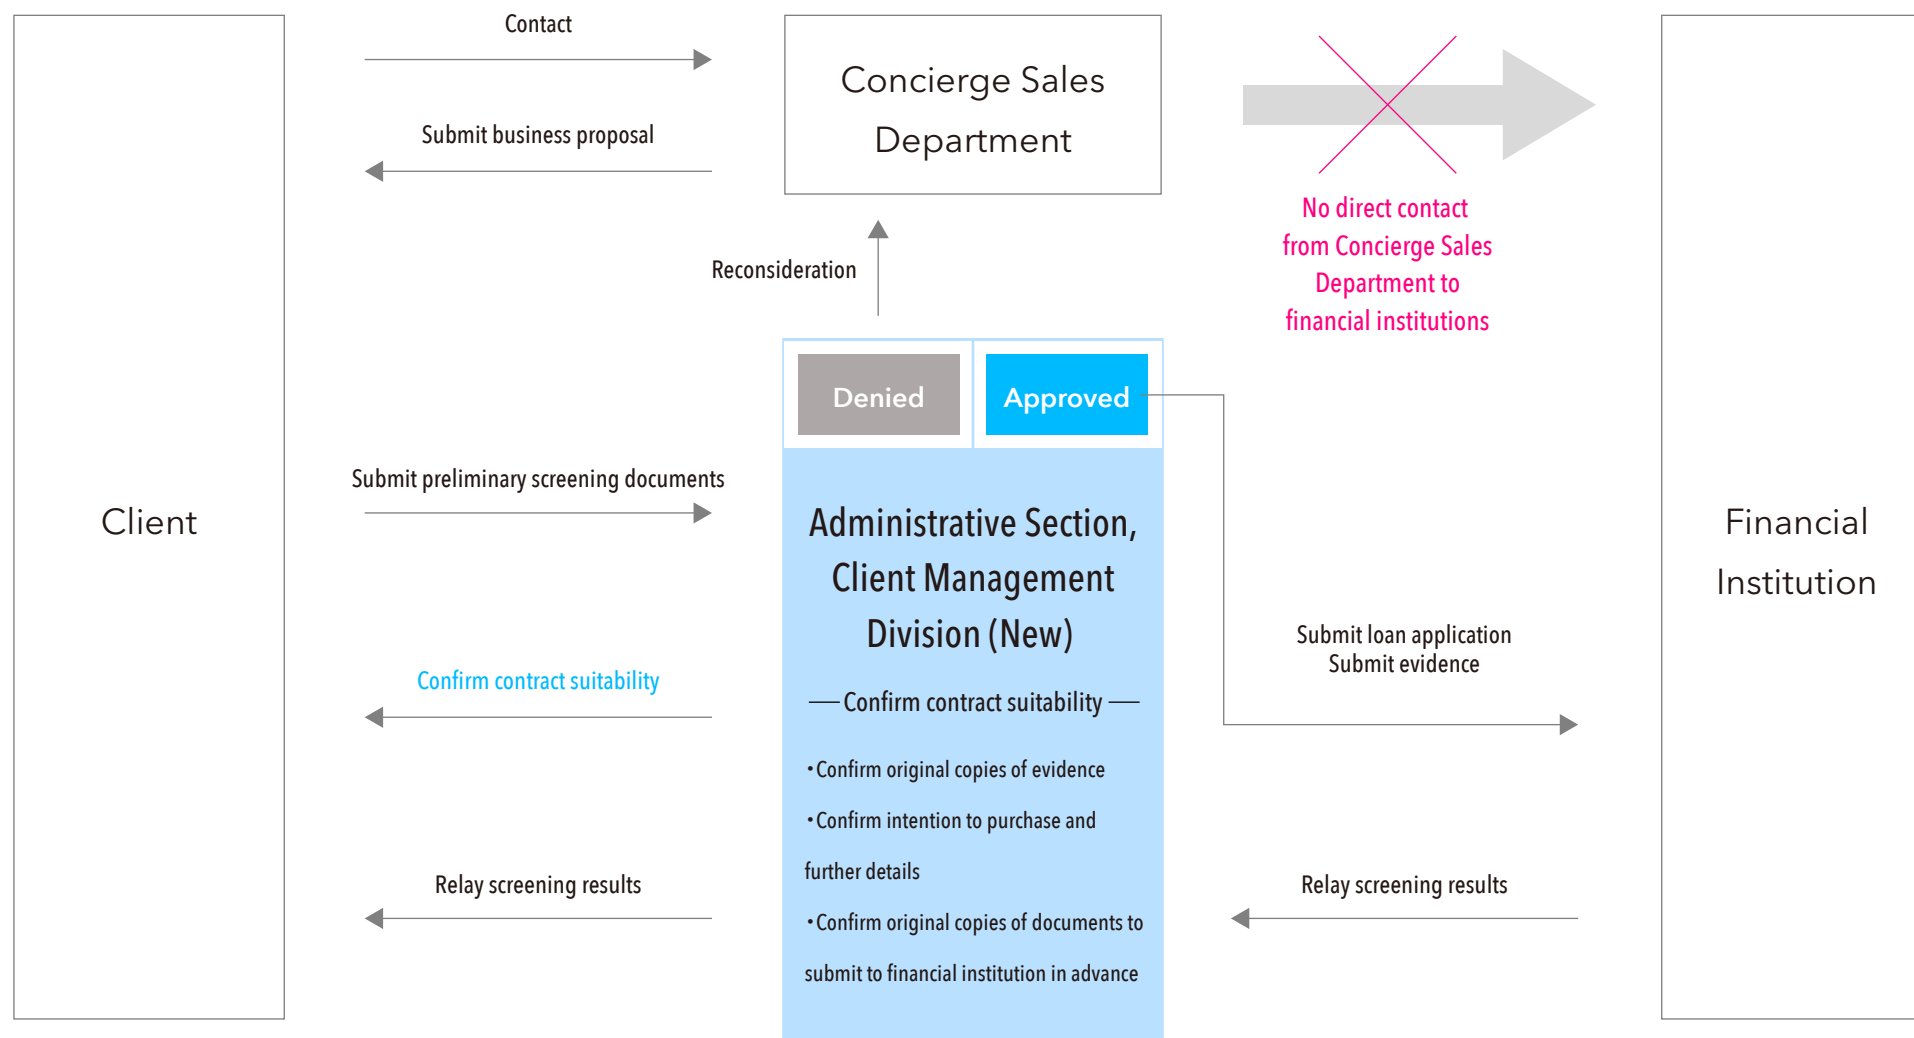 Contact
Submit business proposal
Concierge Sales
Department
No direct contact
from Concierge Sales
Department to
financial institutions
Reconsideration
Denied
Approved
Client
Submit preliminary screening documents
Confirm contract suitability
Relay screening results
Administrative Section,
Client Management
Division (New)
Confirm contract suitability
・Confirm original copies of evidence
・Confirm intention to purchase and
further details
・Confirm original copies of documents to
submit to financial institution in advance
Submit loan application
Submit evidence
Relay screening results
Financial
Institution